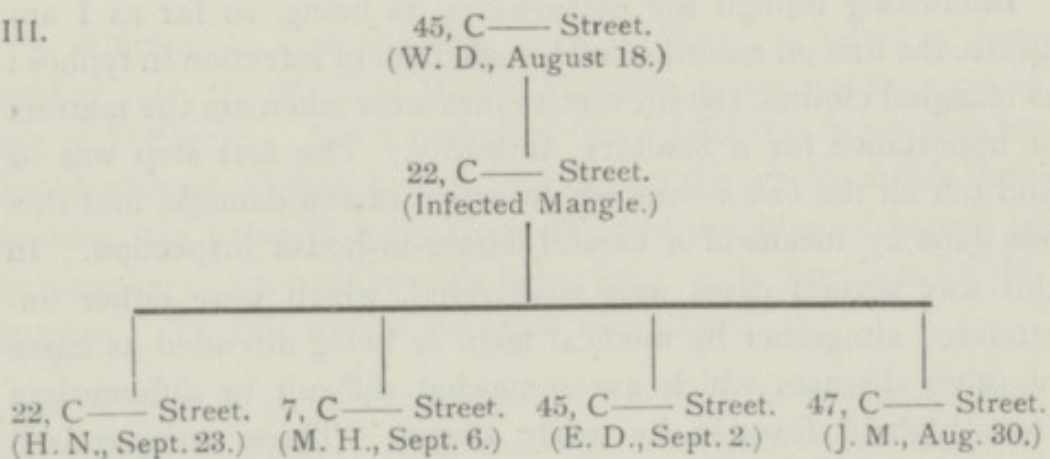 III.
45, C—— Street.
(W. D., August 18.)
22, C—— Street.
(Infected Mangle.)
22, C—— Street. 7, C—— Street. 45, C—— Street. 47, C—— Street.
(H. N., Sept. 23.) (M. H., Sept. 6.) (E. D., Sept. 2.) (J. M., Aug. 30.)